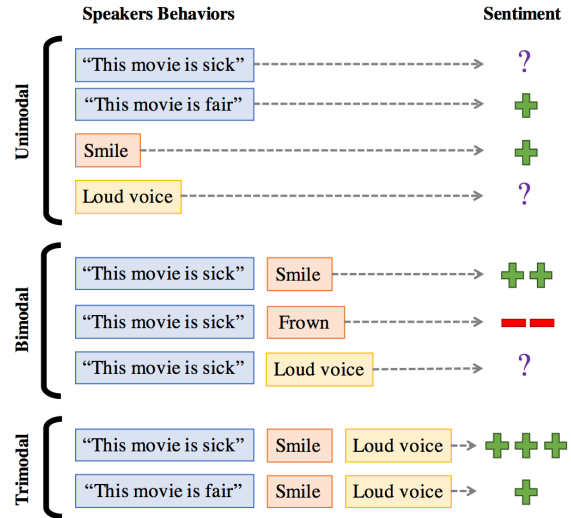 Speakers Behaviors Sentiment
Unimodal
“This movie is sick” ?
“This movie is fair”
Smile
Loud voice ?
Bimodal
“This movie is sick” Smile
“This movie is sick” Frown
“This movie is sick” Loud voice ?
Trimodal
“This movie is sick” Smile Loud voice
“This movie is fair” Smile Loud voice